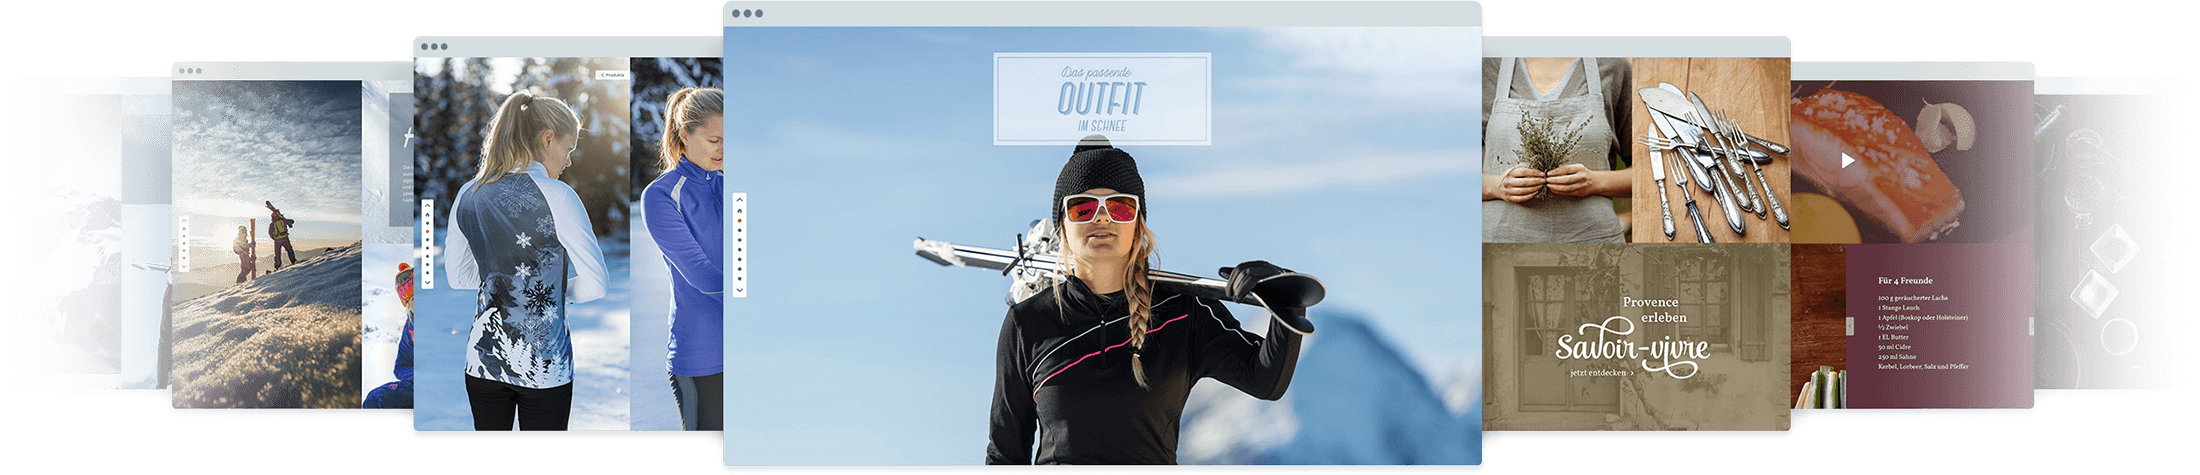 < Produkte
Das passende
OUTFIT
IM SCHNEE
Provence
erleben
Savoir-vivre
jetzt entdecken >
Für 4 Freunde
100 g geräucherter Lachs
1 Stange Lauch
1 Apfel (Boskop oder Holsteiner)
½ Zwiebel
1 EL Butter
50 ml Cidre
250 ml Sahne
Kerbel, Lorbeer, Salz und Pfeffer